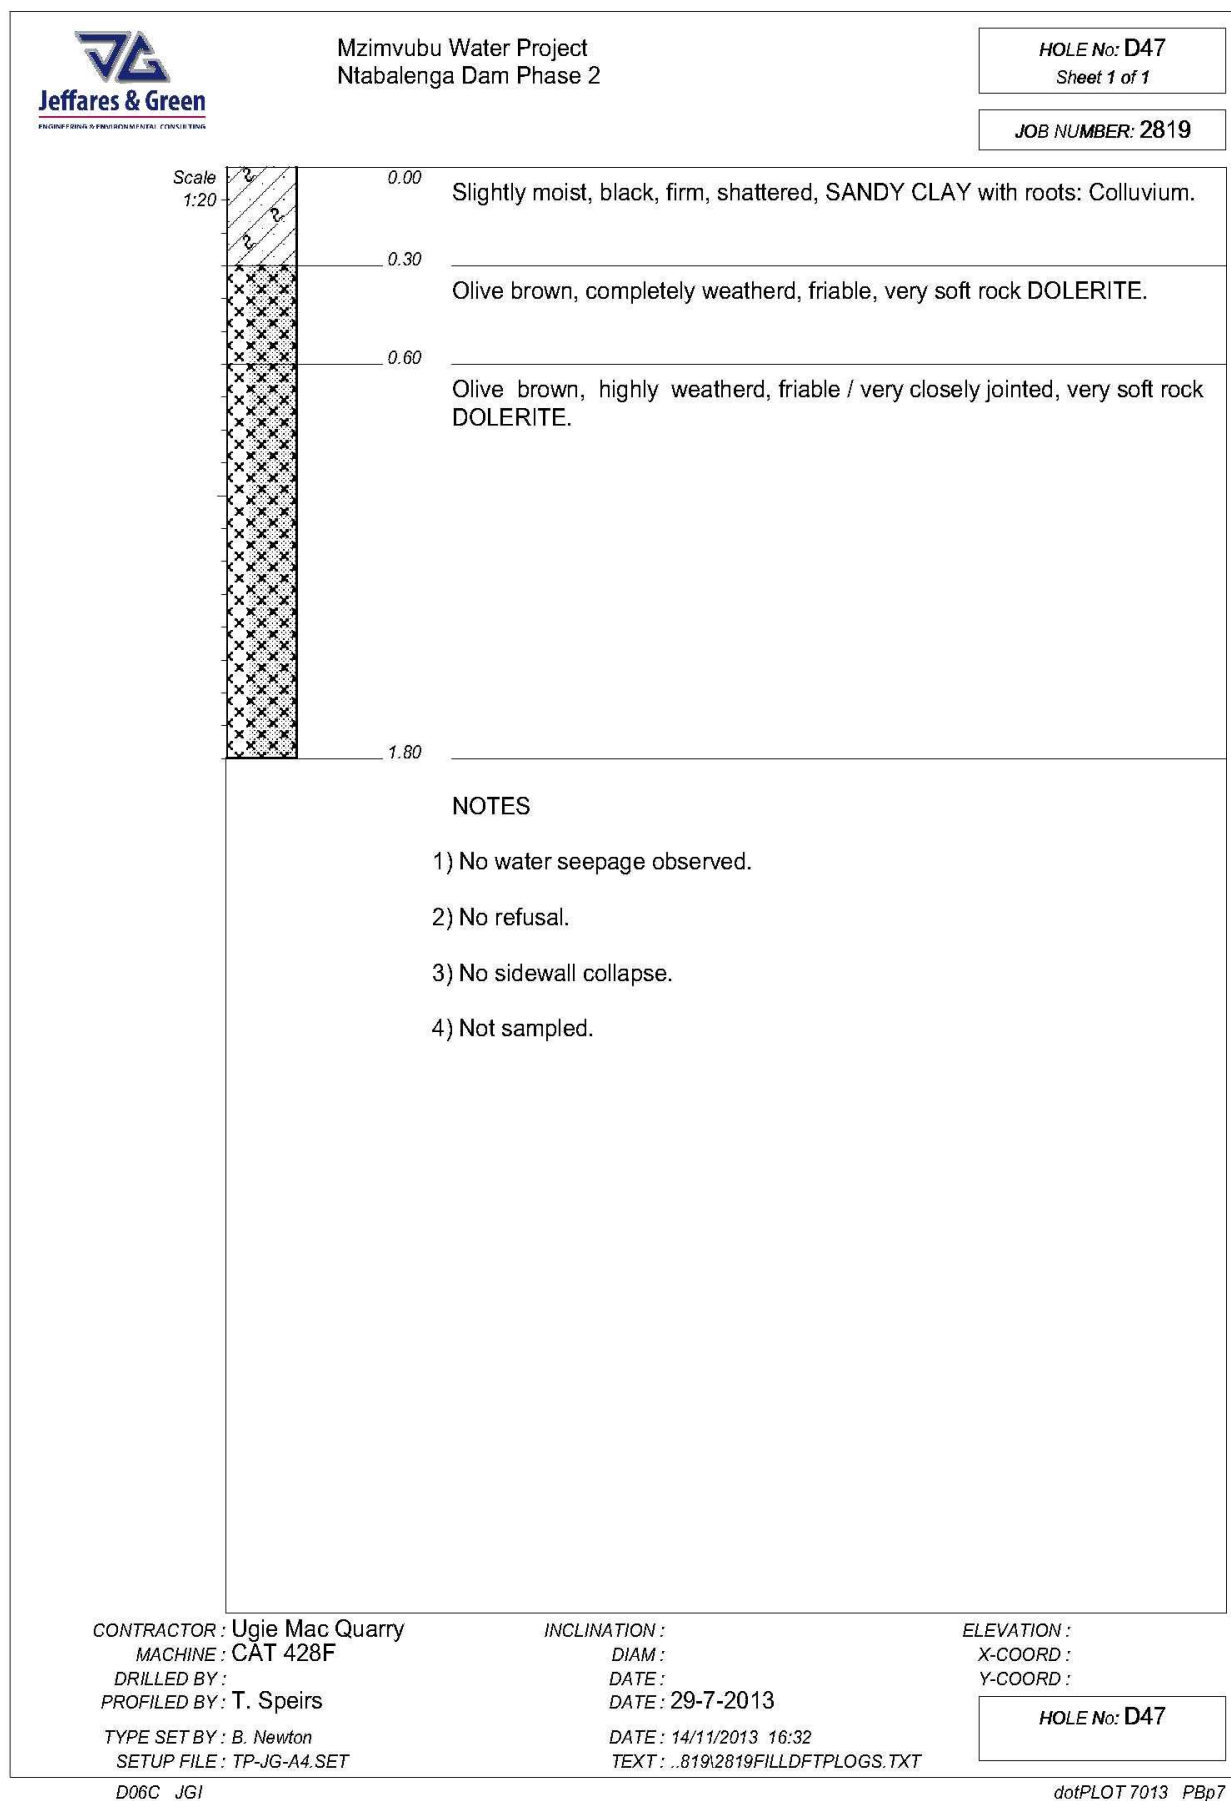 Jeffares & Green
ENGINEERING & ENVIRONMENTAL CONSULTING
Mzimvubu Water Project
Ntabalenga Dam Phase 2
HOLE No: D47
Sheet 1 of 1
JOB NUMBER: 2819
Scale
1:20
0.00
Slightly moist, black, firm, shattered, SANDY CLAY with roots: Colluvium.
0.30
Olive brown, completely weatherd, friable, very soft rock DOLERITE.
0.60
Olive brown, highly weatherd, friable / very closely jointed, very soft rock
DOLERITE.
1.80
NOTES
1) No water seepage observed.
2) No refusal.
3) No sidewall collapse.
4) Not sampled.
CONTRACTOR : Ugie Mac Quarry
MACHINE : CAT 428F
DRILLED BY :
PROFILED BY : T. Speirs
TYPE SET BY : B. Newton
SETUP FILE : TP-JG-A4.SET
INCLINATION :
DIAM :
DATE :
DATE : 29-7-2013
DATE : 14/11/2013 16:32
TEXT : ..819\2819FILLDFTPLOGS.TXT
ELEVATION :
X-COORD :
Y-COORD :
HOLE No: D47
D06C JGI
dotPLOT 7013 PBp7